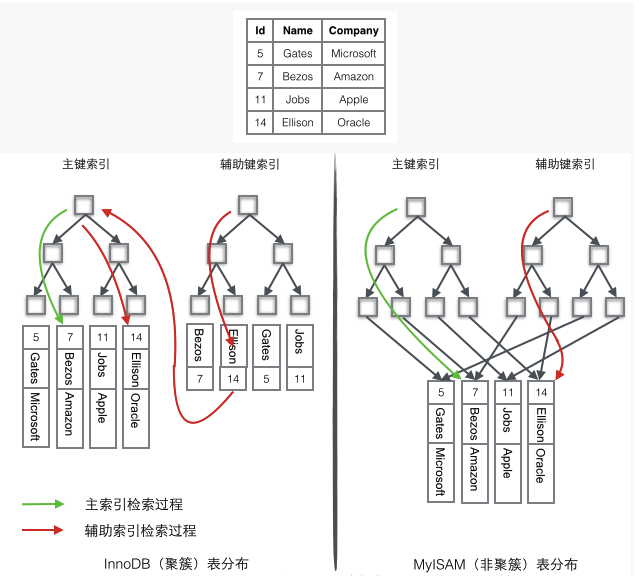 Id Name Company
5 Gates Microsoft
7 Bezos Amazon
11 Jobs Apple
14 Ellison Oracle
主键索引
辅助键索引
主键索引
辅助键索引
5 Gates Microsoft
7 Bezos Amazon
11 Jobs Apple
14 Ellison Oracle
Bezos 7
Ellison 14
Gates 5
Jobs 11
5 Gates Microsoft
7 Bezos Amazon
11 Jobs Apple
14 Ellison Oracle
主索引检索过程
辅助索引检索过程
InnoDB（聚簇）表分布
MyISAM（非聚簇）表分布